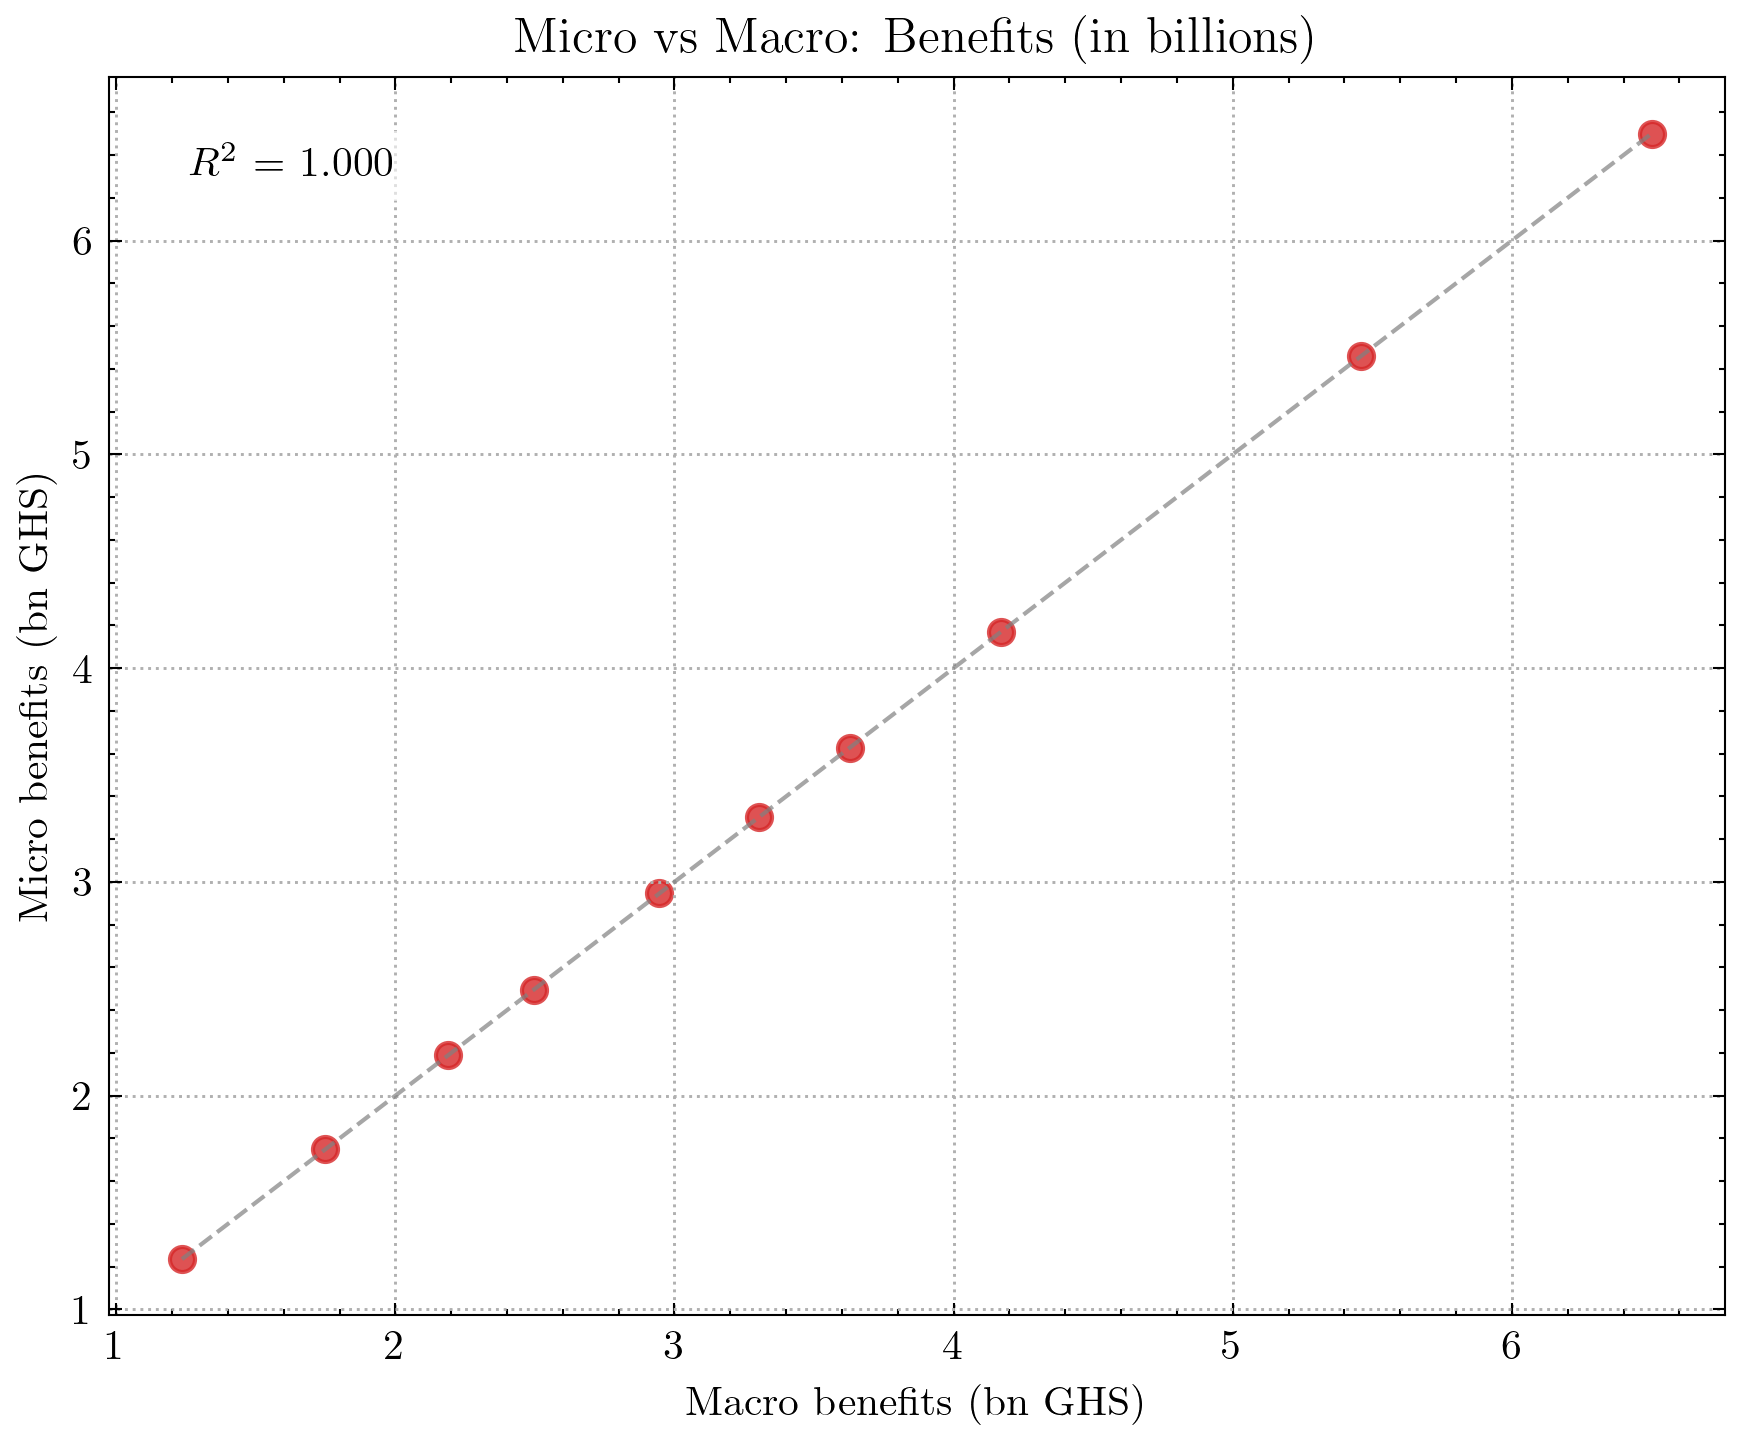 Micro vs Macro: Benefits (in billions)
R² = 1.000
6
5
4
3
2
1
Micro benefits (bn GHS)
1 2 3 4 5 6
Macro benefits (bn GHS)